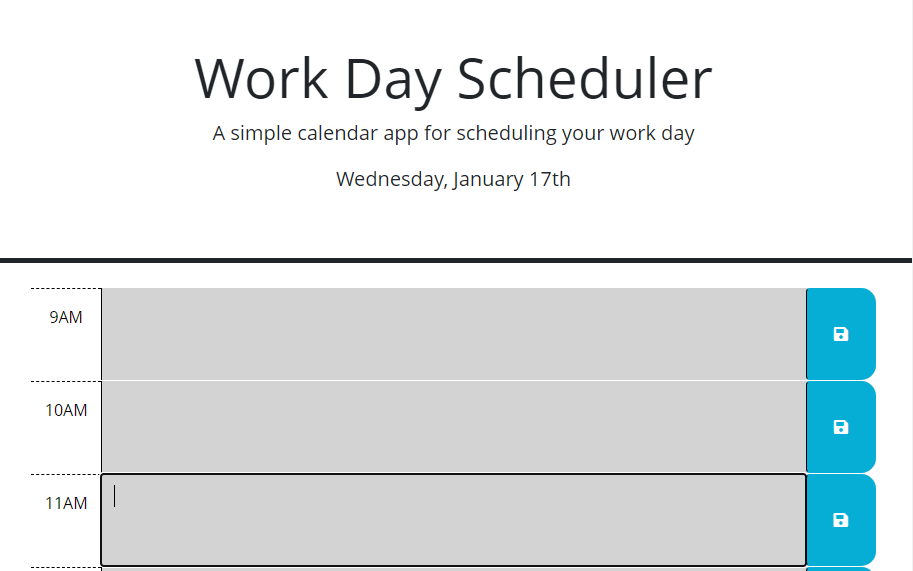 Work Day Scheduler
A simple calendar app for scheduling your work day
Wednesday, January 17th
9AM
10AM
11AM